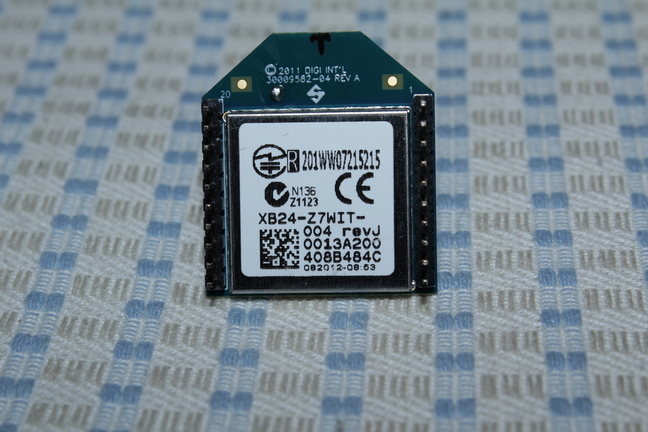 © 2011 DIGI INT'L
30009582-04 REV A
20
1
R 201WW07215215
N136
Z1123
CE
XB24-Z7WIT-
004 revJ
0013A200
408B484C
082012-08:53